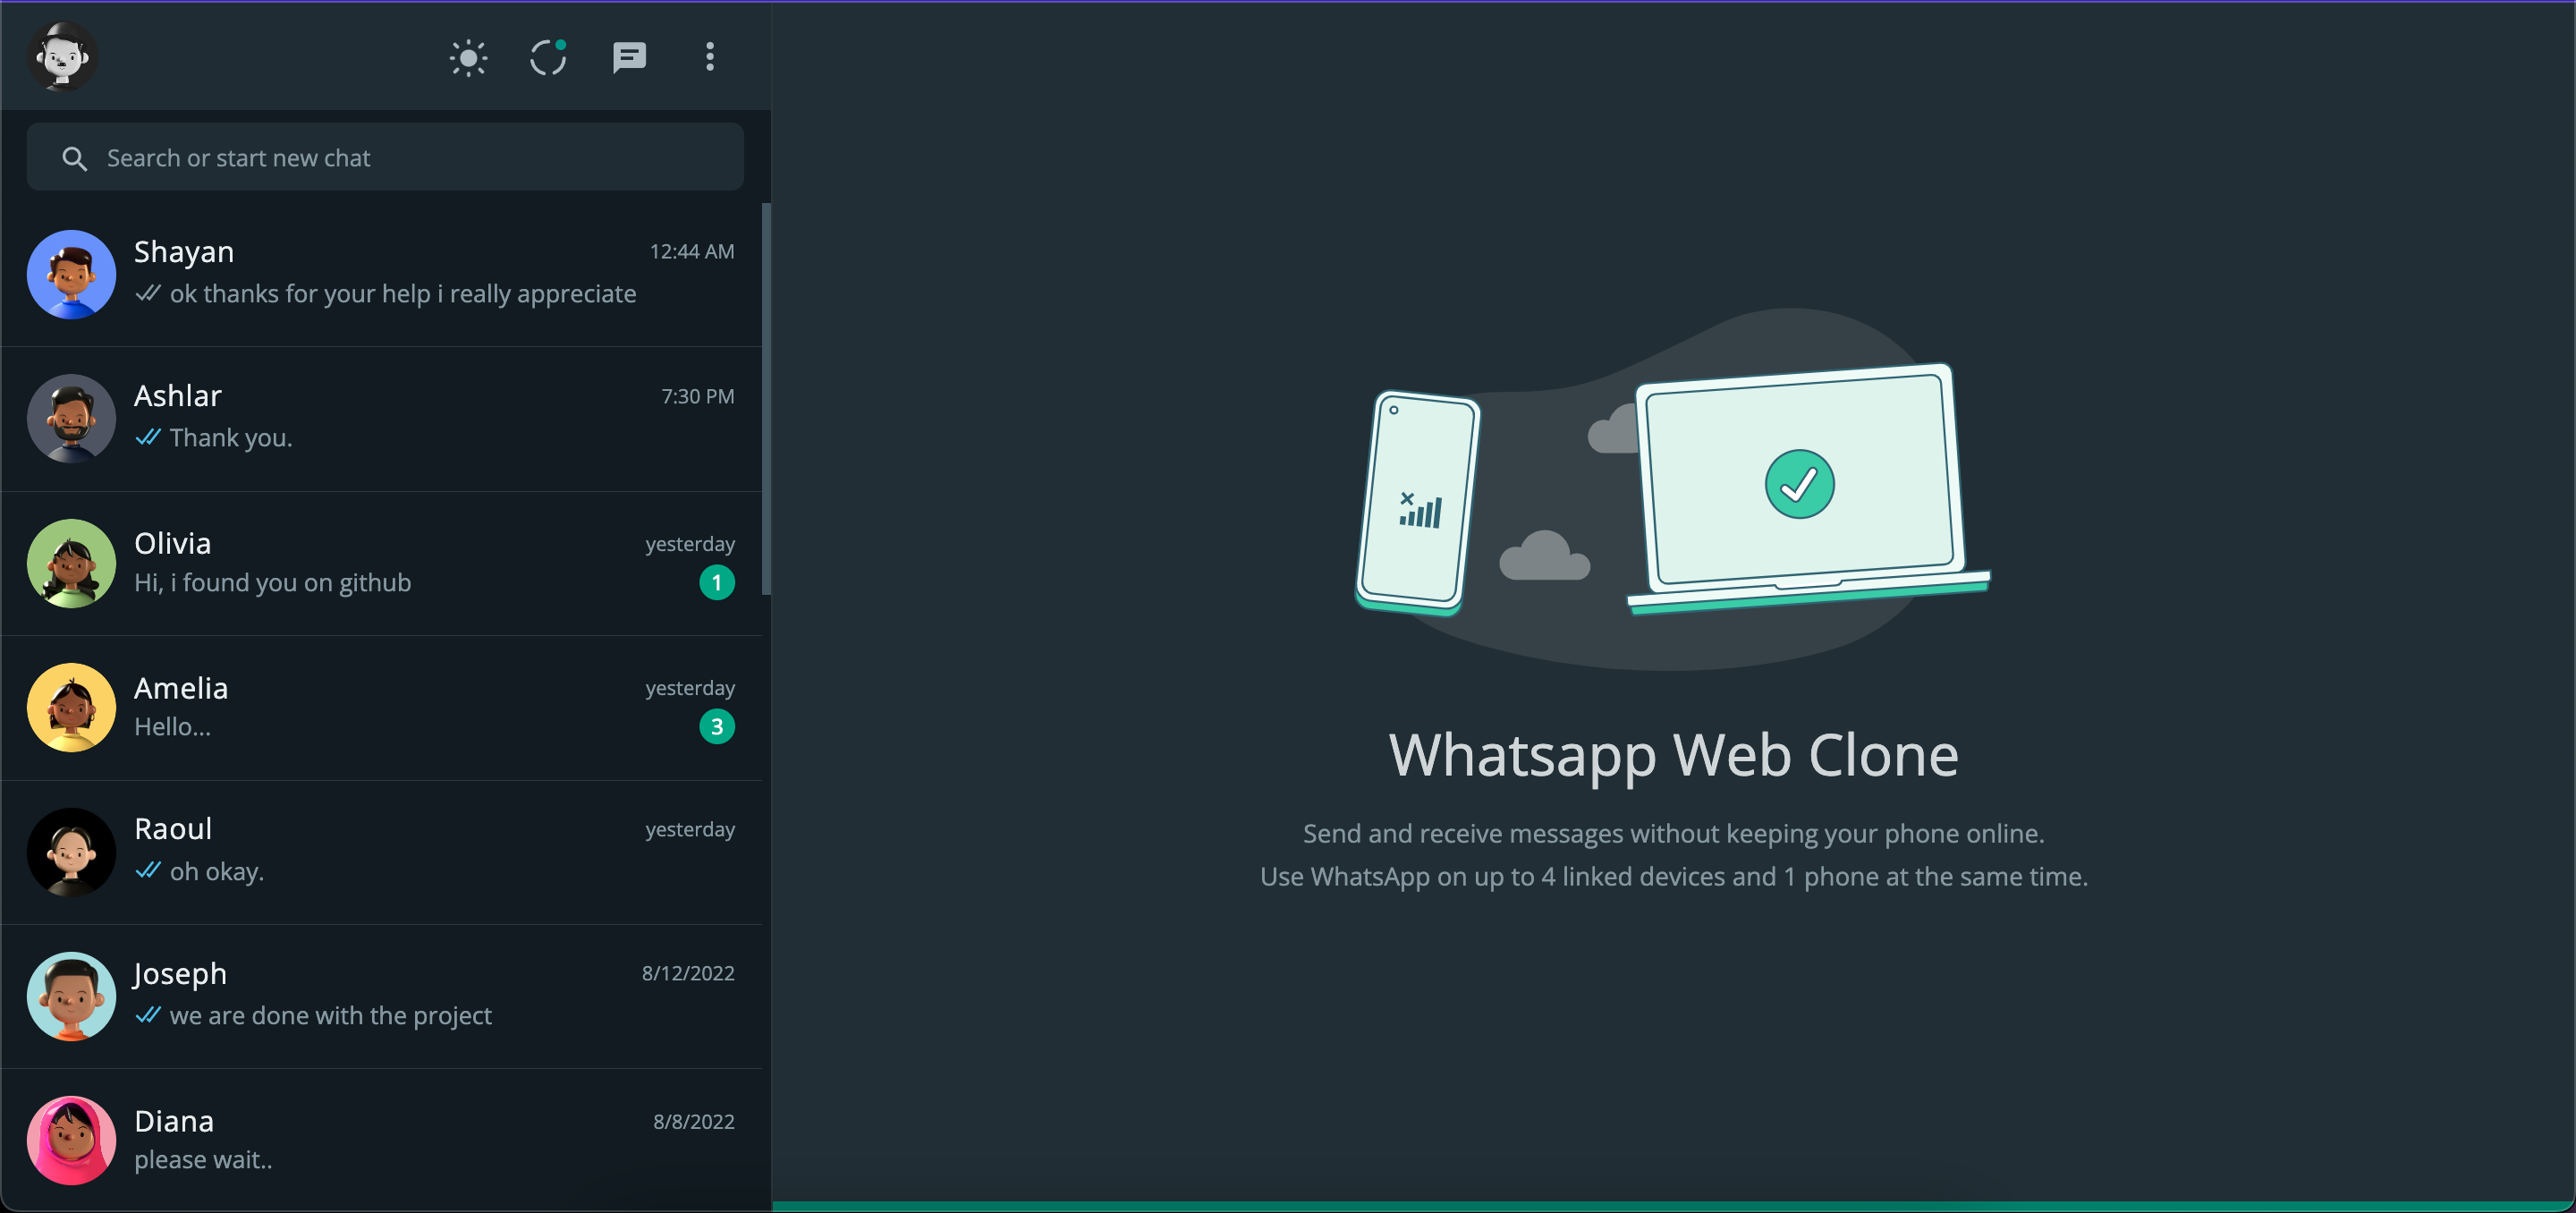 Search or start new chat
Shayan
12:44 AM
ok thanks for your help i really appreciate
Ashlar
7:30 PM
Thank you.
Olivia
yesterday
Hi, i found you on github
1
Amelia
yesterday
Hello...
3
Raoul
yesterday
oh okay.
Joseph
8/12/2022
we are done with the project
Diana
8/8/2022
please wait..
Whatsapp Web Clone
Send and receive messages without keeping your phone online.
Use WhatsApp on up to 4 linked devices and 1 phone at the same time.